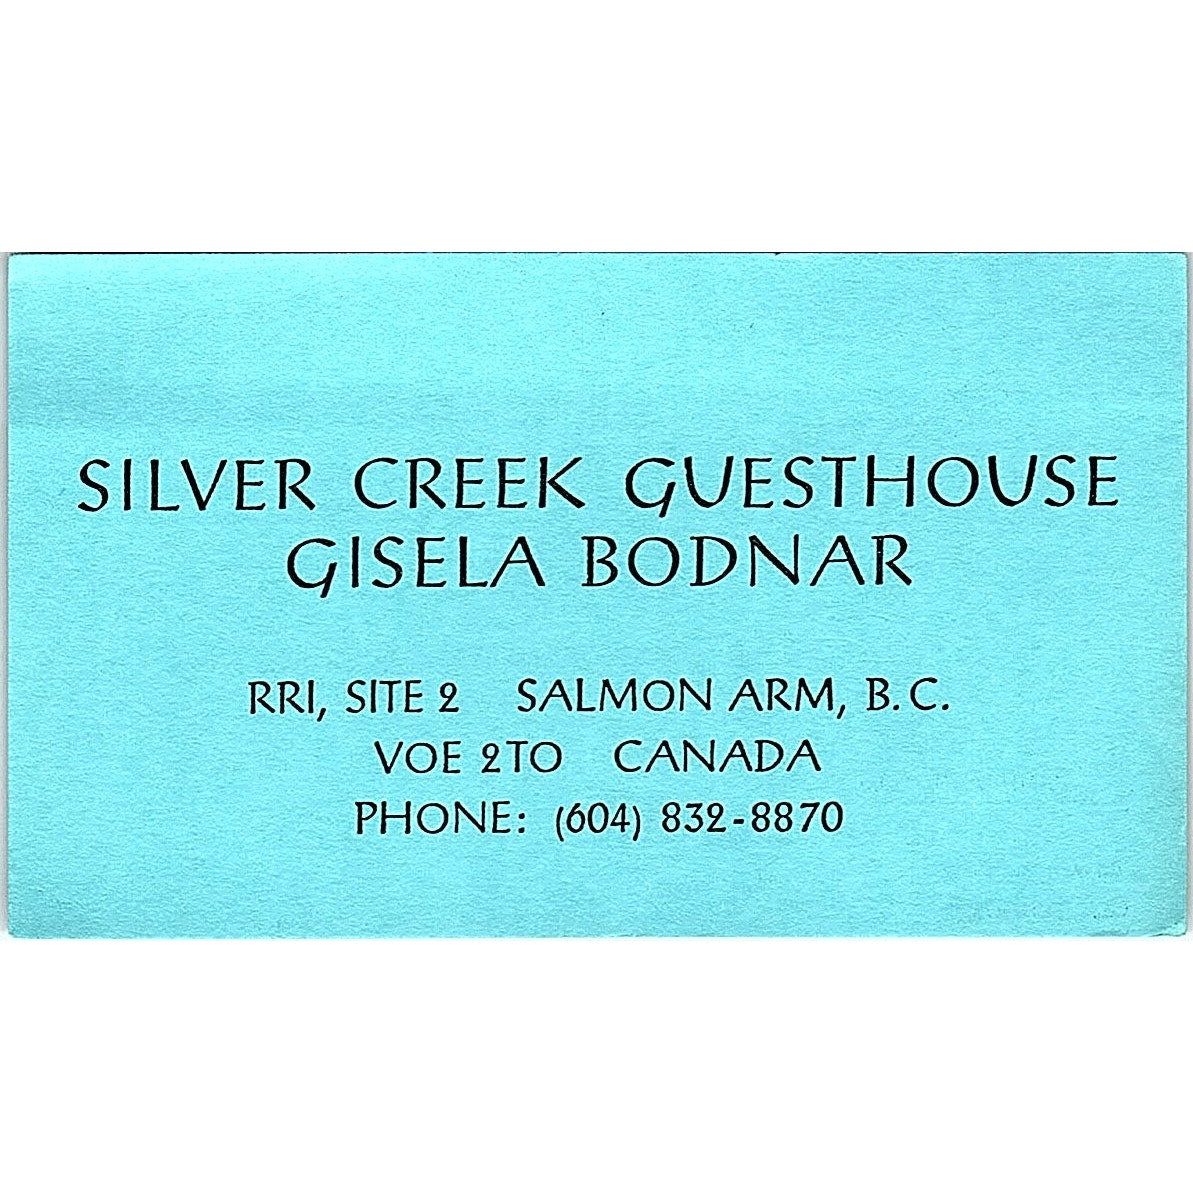 SILVER CREEK GUESTHOUSE
GISELA BODNAR
RRI, SITE 2 SALMON ARM, B.C.
VOE 2TO CANADA
PHONE: (604) 832-8870